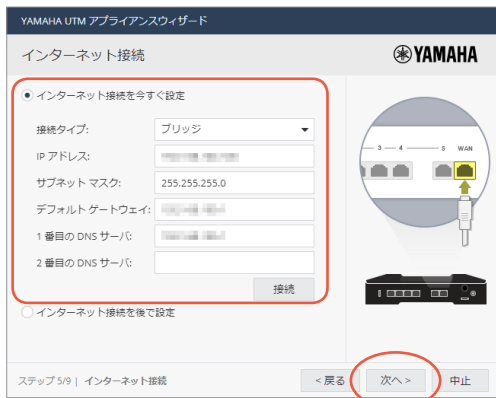 YAMAHA UTM アプライアンスウィザード
インターネット接続
YAMAHA
インターネット接続を今すぐ設定
接続タイプ: ブリッジ
IP アドレス:
サブネット マスク: 255.255.255.0
デフォルト ゲートウェイ:
1 番目の DNS サーバ:
2 番目の DNS サーバ:
接続
インターネット接続を後で設定
3 4 5 WAN
ステップ 5/9 | インターネット接続
< 戻る 次へ > 中止